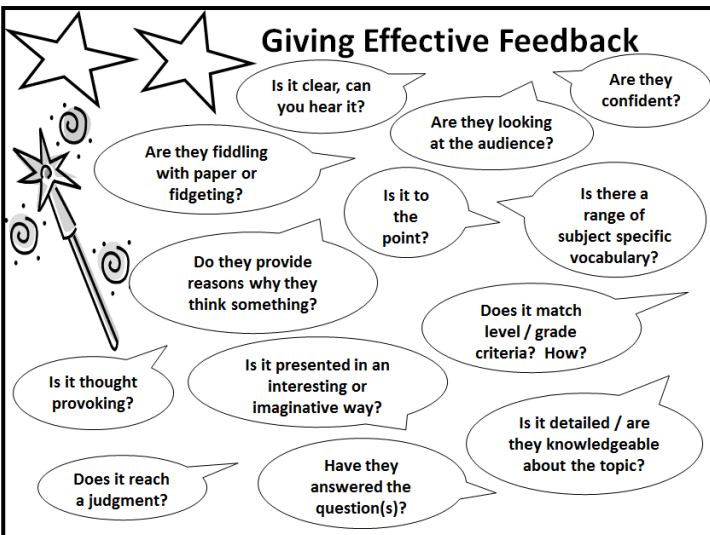 Giving Effective Feedback
Is it clear, can
you hear it?
Are they
confident?
Are they looking
at the audience?
Are they fiddling
with paper or
fidgeting?
Is it to
the
point?
Is there a
range of
subject specific
vocabulary?
Do they provide
reasons why they
think something?
Does it match
level / grade
criteria? How?
Is it thought
provoking?
Is it presented in an
interesting or
imaginative way?
Is it detailed / are
they knowledgeable
about the topic?
Does it reach
a judgment?
Have they
answered the
question(s)?